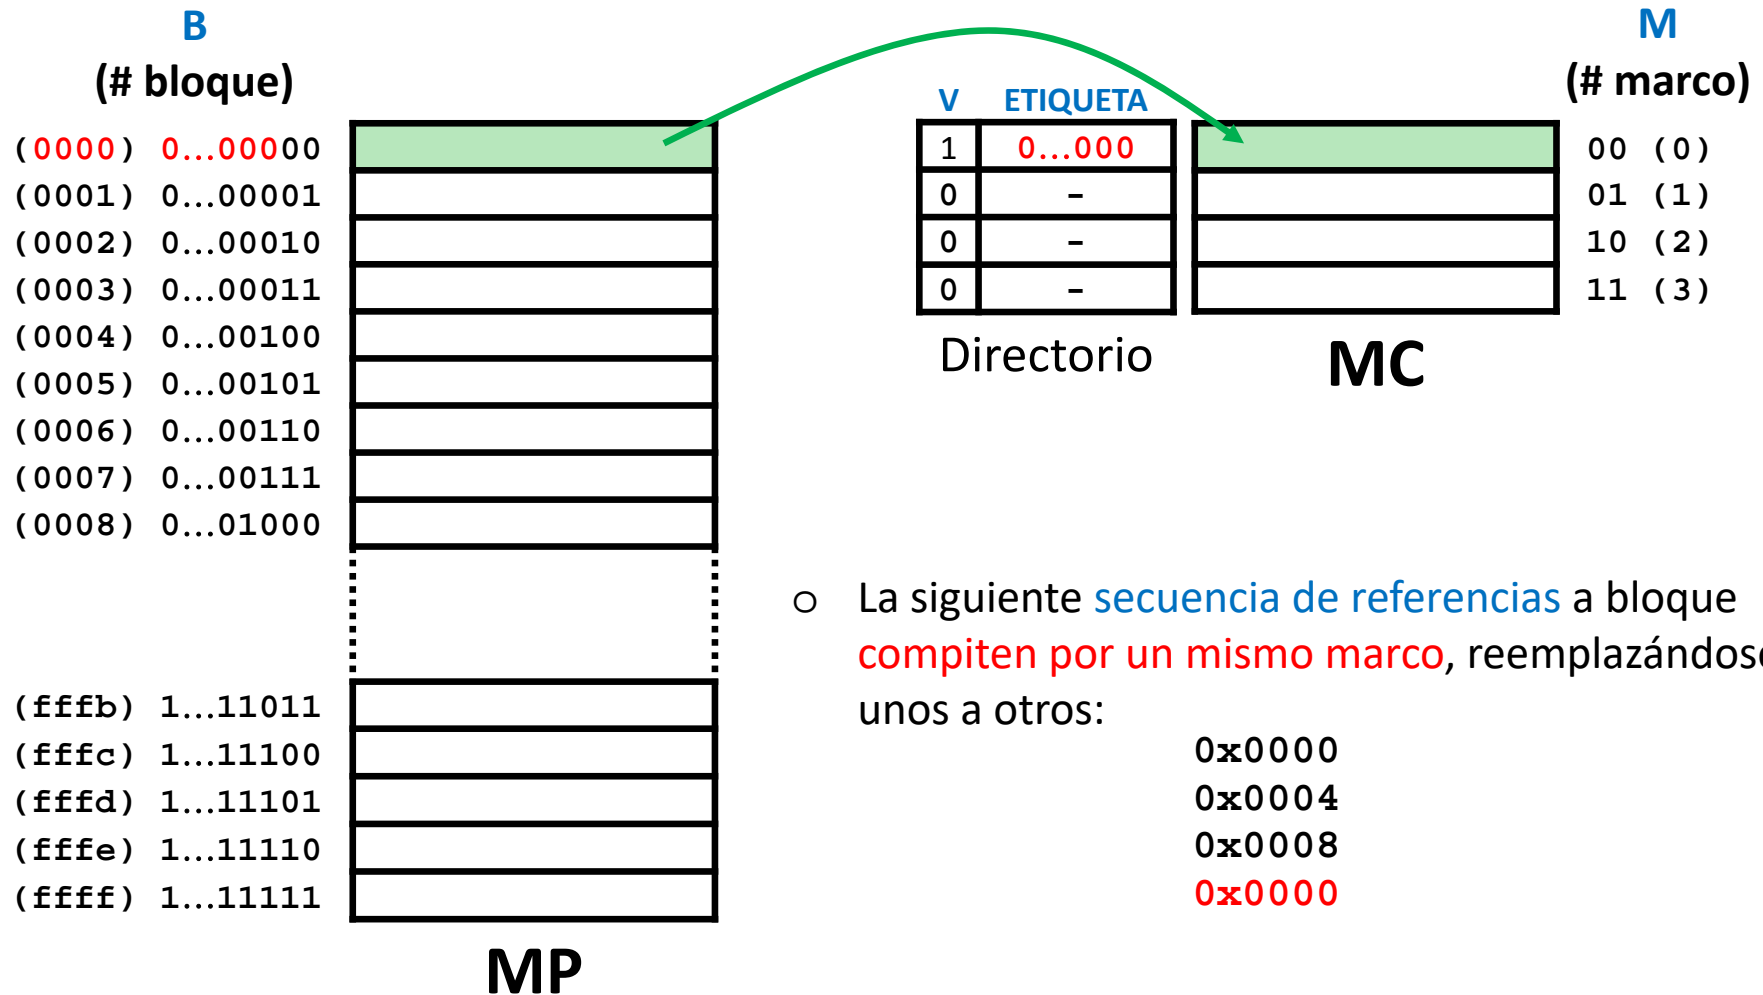 B
(# bloque)
(0000) 0...00000
(0001) 0...00001
(0002) 0...00010
(0003) 0...00011
(0004) 0...00100
(0005) 0...00101
(0006) 0...00110
(0007) 0...00111
(0008) 0...01000
(fffb) 1...11011
(fffc) 1...11100
(fffd) 1...11101
(fffe) 1...11110
(ffff) 1...11111
MP
V ETIQUETA
1 0...000
0 -
0 -
0 -
Directorio
MC
M
(# marco)
00 (0)
01 (1)
10 (2)
11 (3)
o La siguiente secuencia de referencias a bloque
compiten por un mismo marco, reemplazándose
unos a otros:
0x0000
0x0004
0x0008
0x0000